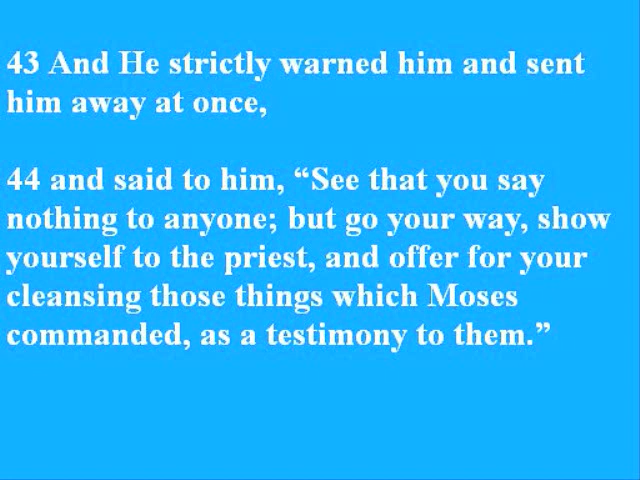 43 And He strictly warned him and sent
him away at once,
44 and said to him, “See that you say
nothing to anyone; but go your way, show
yourself to the priest, and offer for your
cleansing those things which Moses
commanded, as a testimony to them.”